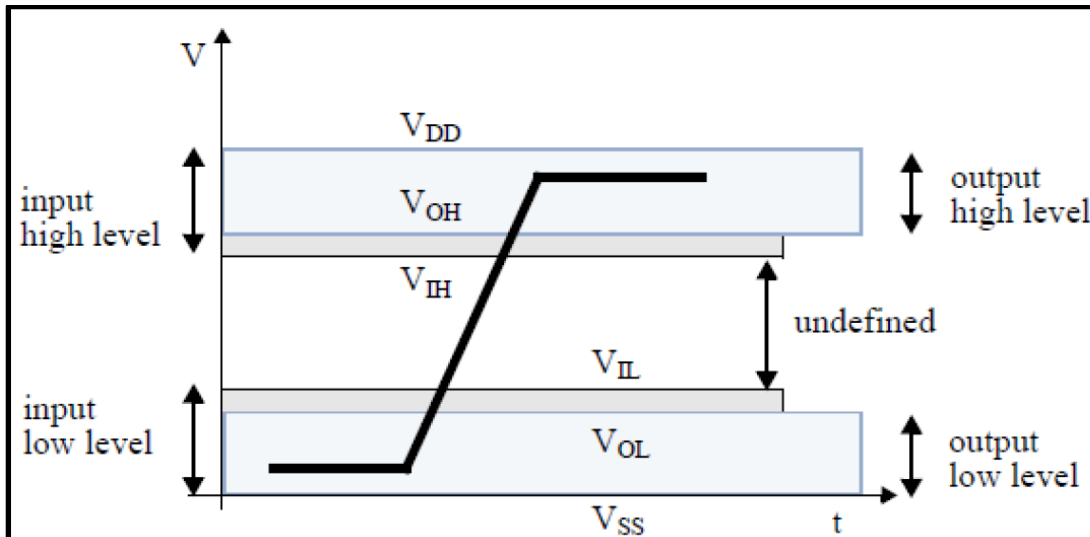 V
V_DD
input
high level
V_OH
output
high level
V_IH
undefined
V_IL
input
low level
V_OL
output
low level
V_SS
t